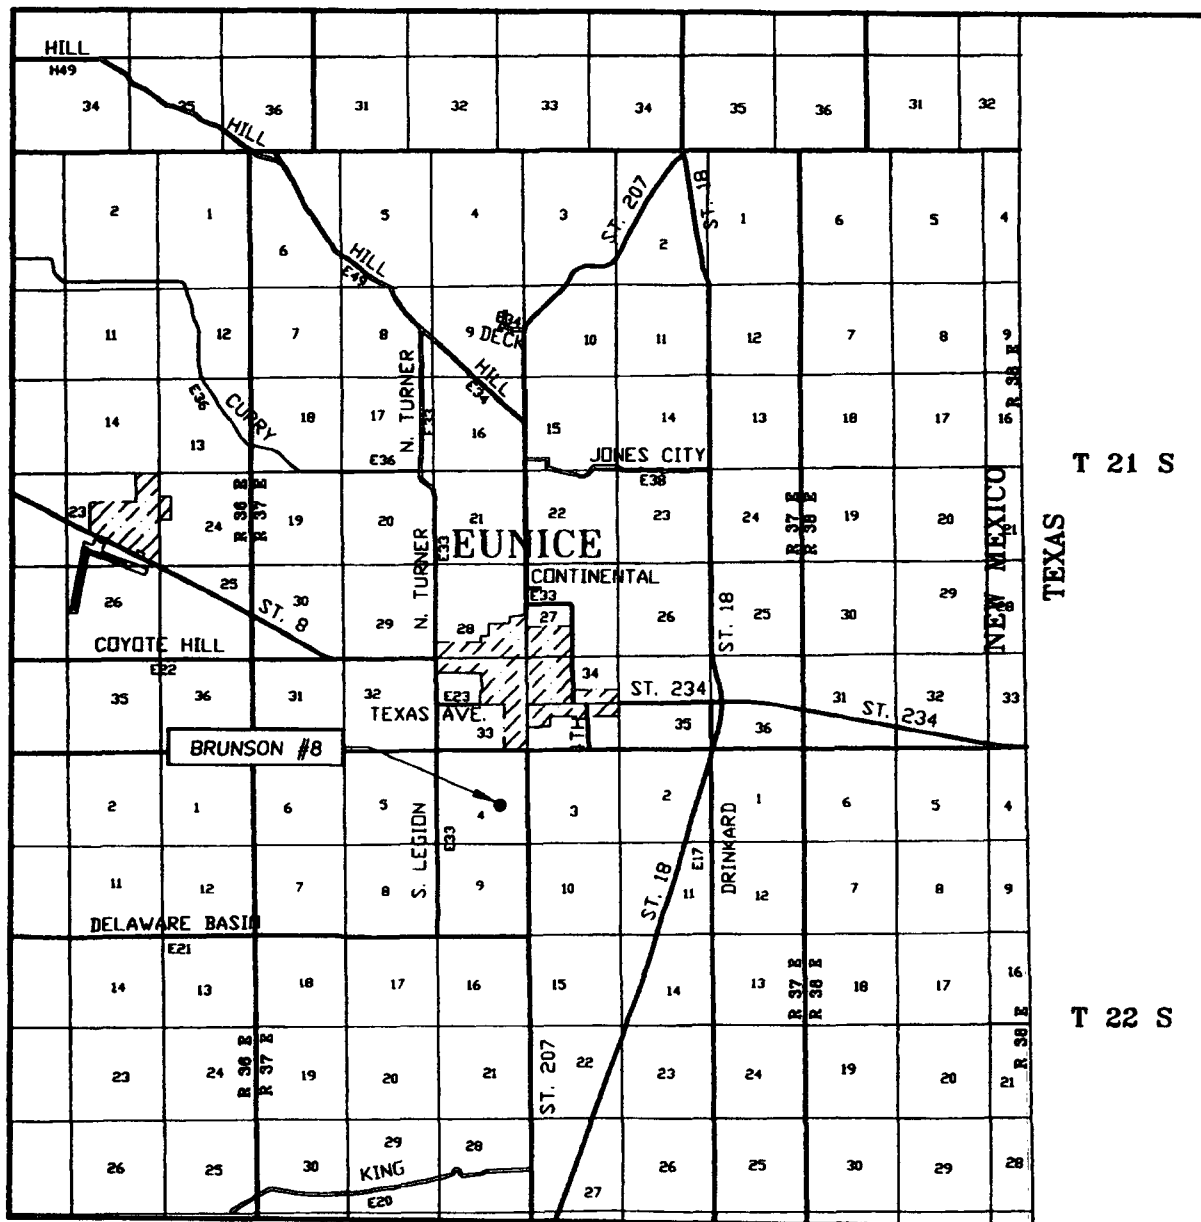 HILL
H49
34 35 36 31 32 33 34 35 36 31 32
HILL
2 1 5 4 3 ST. 207 ST. 18 1 6 5 4
6 HILL 2
E49
11 12 7 8 9 DECK 10 11 12 7 8 9
R 38 E
E36 CURRY N. TURNER HILL
E34
14 13 18 17 E33 16 15 14 13 18 17 16
E36 JONES CITY
E38
T 21 S
23 24 R 36 E R 37 E 19 20 21 22 23 24 R 37 E R 38 E 19 20 21
NEW MEXICO
TEXAS
EUNICE
N. TURNER E33
CONTINENTAL
E33
26 25 ST. 8 30 29 28 27 26 ST. 18 25 30 29 28
COYOTE HILL
E22
35 36 31 32 E23 34 ST. 234 31 32 33
TEXAS AVE. 33 4TH 35 36 ST. 234
BRUNSON #8
2 1 6 5 4 3 2 1 6 5 4
S. LEGION E33 E17 DRINKARD
11 12 7 8 9 10 ST. 18 11 12 7 8 9
DELAWARE BASIN
E21
14 13 18 17 16 15 14 13 R 37 E R 38 E 18 17 16
T 22 S
23 24 R 36 E R 37 E 19 20 21 ST. 207 22 23 24 19 20 21 R 38 E
26 25 30 29 28 27 26 25 30 29 28
KING
E20